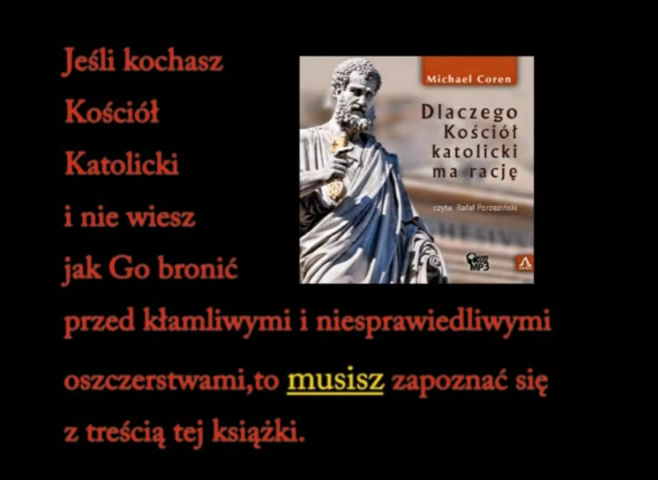 Jeśli kochasz
Kościół
Katolicki
i nie wiesz
jak Go bronić
przed kłamliwymi i niesprawiedliwymi
oszczerstwami,to musisz zapoznać się
z treścią tej książki.
Michael Coren
Dlaczego
Kościół
katolicki
ma rację
czyta: Rafał Porzeziński
MP3